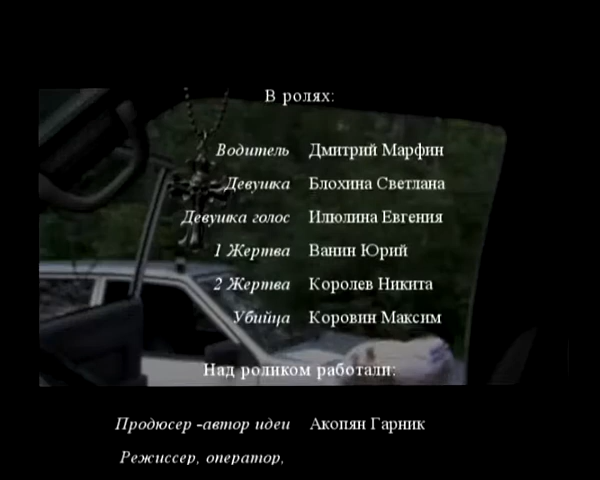 В ролях:
Водитель Дмитрий Марфин
Девушка Блохина Светлана
Девушка голос Илюлина Евгения
1 Жертва Ванин Юрий
2 Жертва Королев Никита
Убийца Коровин Максим
Над роликом работали:
Продюсер -автор идеи Акопян Гарник
Режиссер, оператор,